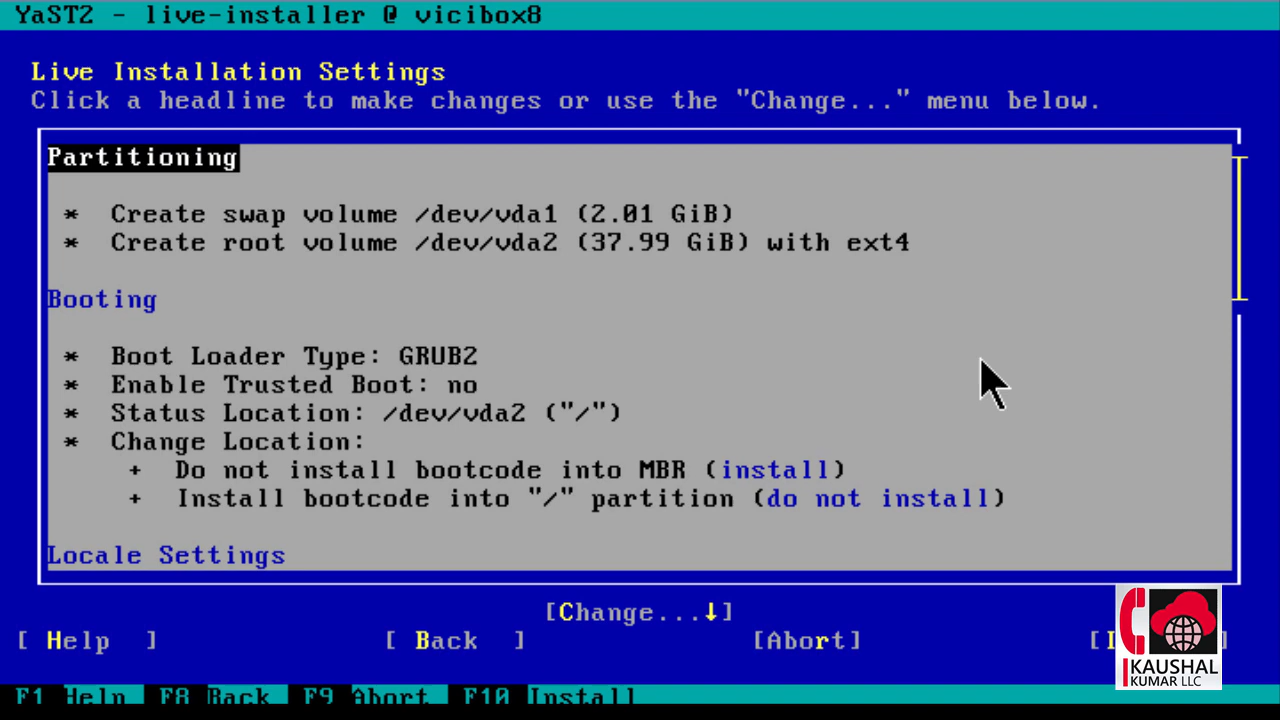 YaST2 - live-installer @ vicibox8
Live Installation Settings
Click a headline to make changes or use the "Change..." menu below.
Partitioning
* Create swap volume /dev/vda1 (2.01 GiB)
* Create root volume /dev/vda2 (37.99 GiB) with ext4
Booting
* Boot Loader Type: GRUB2
* Enable Trusted Boot: no
* Status Location: /dev/vda2 ("/")
* Change Location:
+ Do not install bootcode into MBR (install)
+ Install bootcode into "/" partition (do not install)
Locale Settings
[Change...↓]
[ Help ] [ Back ] [Abort]
KAUSHAL
KUMAR LLC
F1 Help F8 Back F9 Abort F10 Install